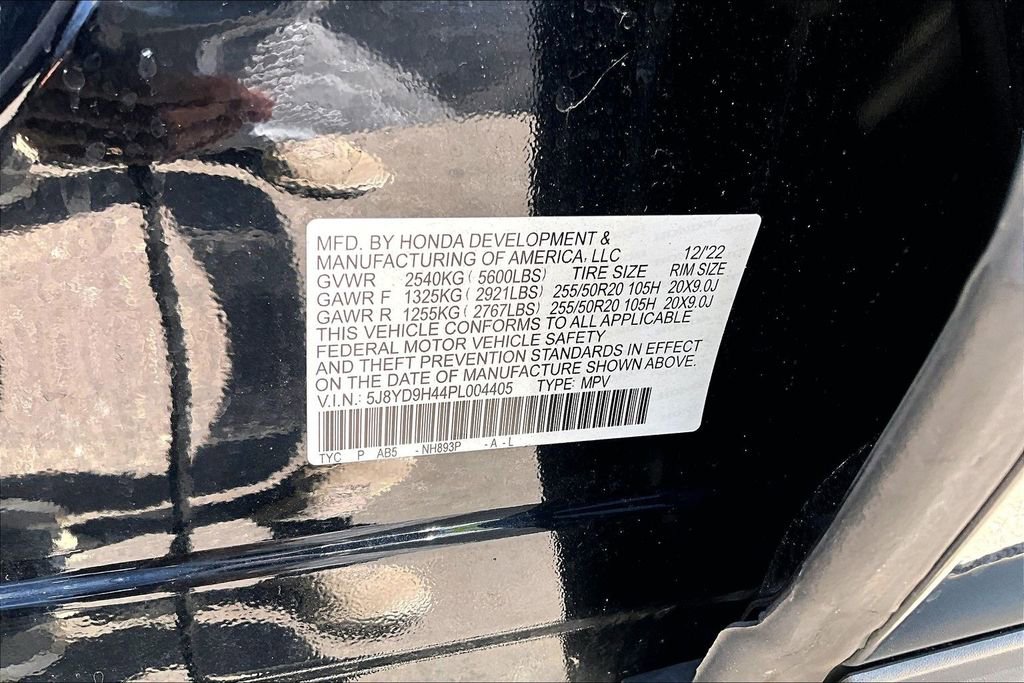 MFD. BY HONDA DEVELOPMENT &
MANUFACTURING OF AMERICA, LLC 12/'22
GVWR 2540KG ( 5600LBS) TIRE SIZE RIM SIZE
GAWR F 1325KG ( 2921LBS) 255/50R20 105H 20X9.0J
GAWR R 1255KG ( 2767LBS) 255/50R20 105H 20X9.0J
THIS VEHICLE CONFORMS TO ALL APPLICABLE
FEDERAL MOTOR VEHICLE SAFETY
AND THEFT PREVENTION STANDARDS IN EFFECT
ON THE DATE OF MANUFACTURE SHOWN ABOVE.
V.I.N.: 5J8YD9H44PL004405 TYPE: MPV
TYC P AB5 - NH893P - A - L